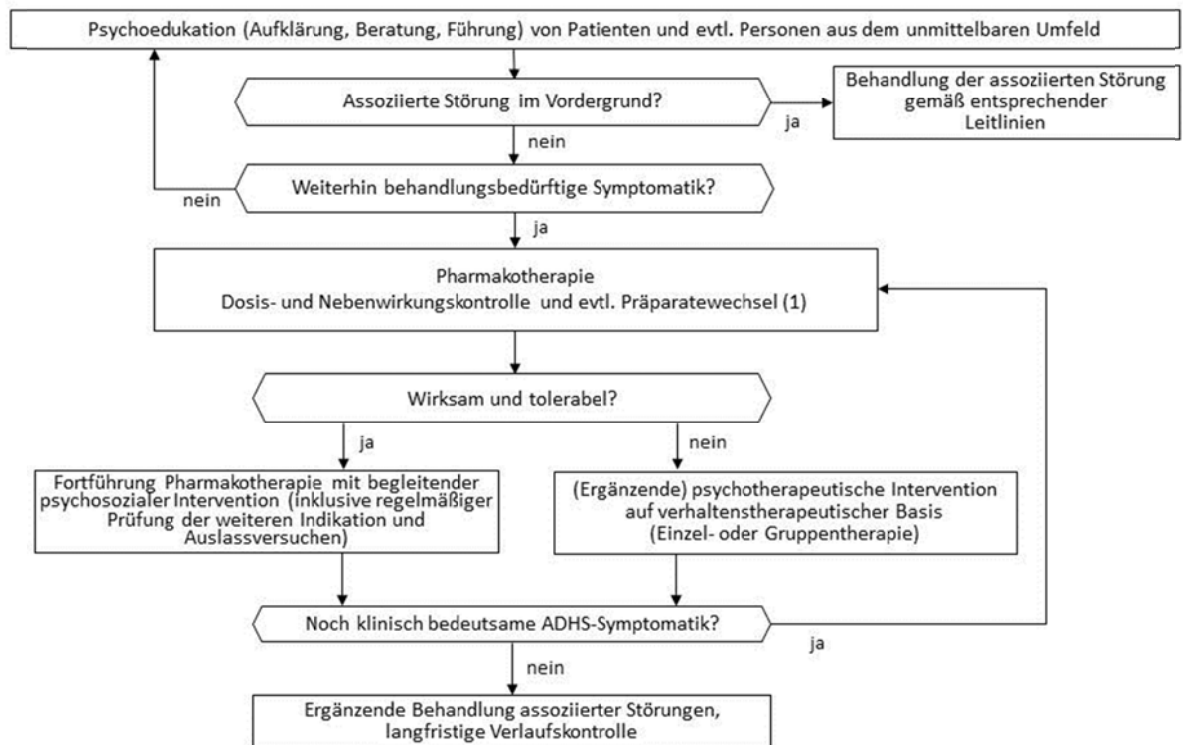 Psychoedukation (Aufklärung, Beratung, Führung) von Patienten und evtl. Personen aus dem unmittelbaren Umfeld
Assoziierte Störung im Vordergrund?
ja
Behandlung der assoziierten Störung
gemäß entsprechender
Leitlinien
nein
Weiterhin behandlungsbedürftige Symptomatik?
nein
ja
Pharmakotherapie
Dosis- und Nebenwirkungskontrolle und evtl. Präparatewechsel (1)
Wirksam und tolerabel?
ja
nein
Fortführung Pharmakotherapie mit begleitender
psychosozialer Intervention (inklusive regelmäßiger
Prüfung der weiteren Indikation und
Auslassversuchen)
(Ergänzende) psychotherapeutische Intervention
auf verhaltenstherapeutischer Basis
(Einzel- oder Gruppentherapie)
Noch klinisch bedeutsame ADHS-Symptomatik?
ja
nein
Ergänzende Behandlung assoziierter Störungen,
langfristige Verlaufskontrolle